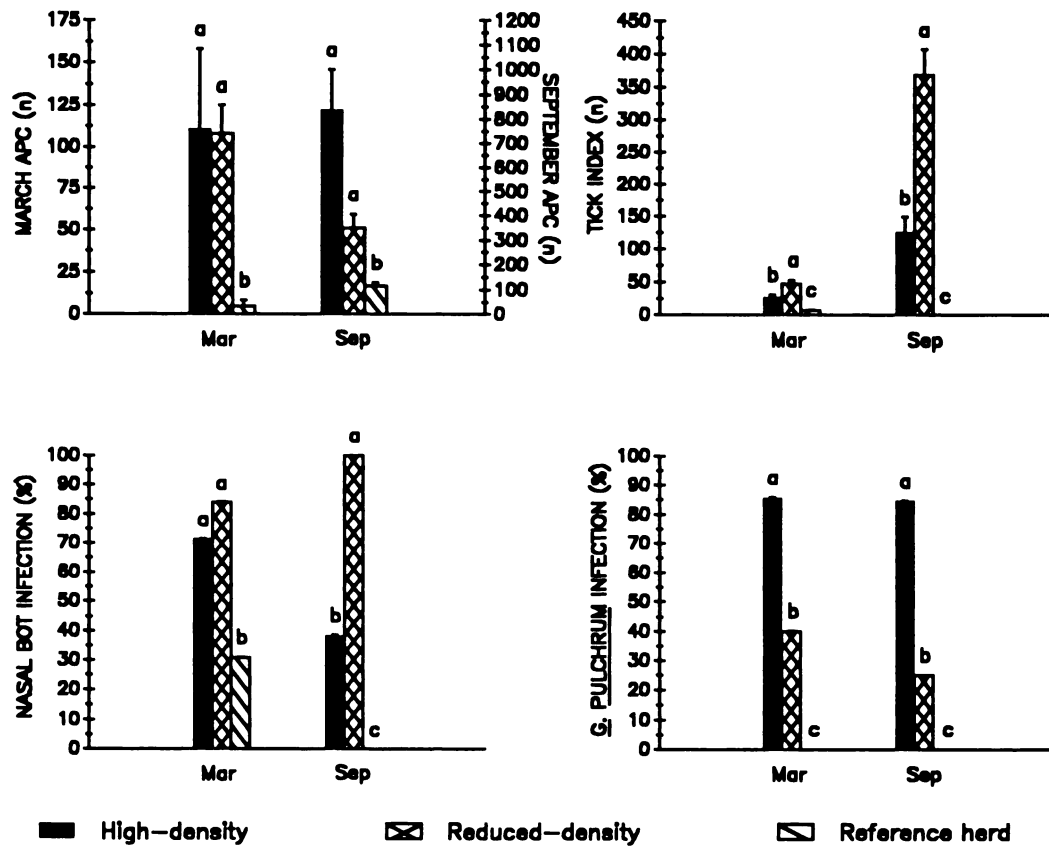 MARCH APC (n)
175
150
125
100
75
50
25
0
a
a
b
a
a
b
Mar
Sep
1200
1100
1000
900
800
700
600
500
400
300
200
100
0
SEPTEMBER APC (n)
TICK INDEX (n)
450
400
350
300
250
200
150
100
50
0
b
a
c
b
a
c
Mar
Sep
NASAL BOT INFECTION (%)
100
90
80
70
60
50
40
30
20
10
0
a
a
b
b
a
c
Mar
Sep
G. PULCHRUM INFECTION (%)
100
90
80
70
60
50
40
30
20
10
0
a
b
c
a
b
c
Mar
Sep
High-density
Reduced-density
Reference herd